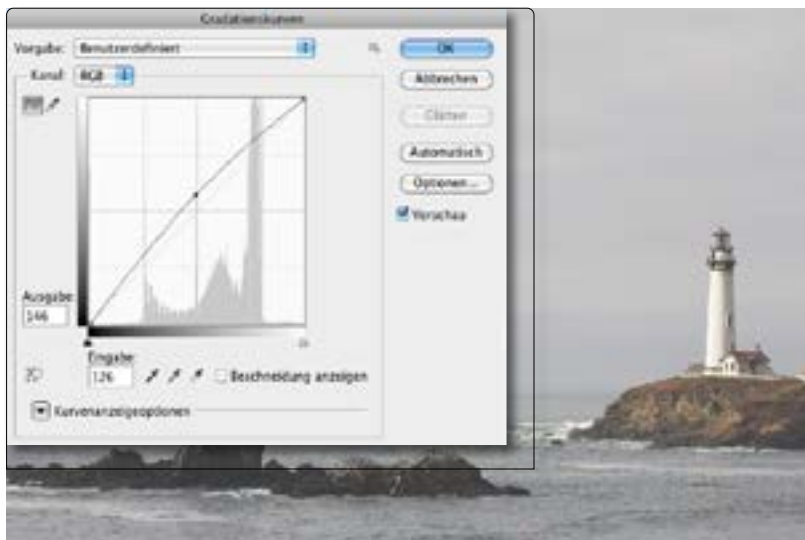 Gradationskurven
Vorgabe: Benutzerdefiniert
OK
Kanal: RGB
Abbrechen
Glätten
Automatisch
Optionen...
Vorschau
Ausgabe:
146
Eingabe:
126
Beschneidung anzeigen
Kurvenanzeigeoptionen